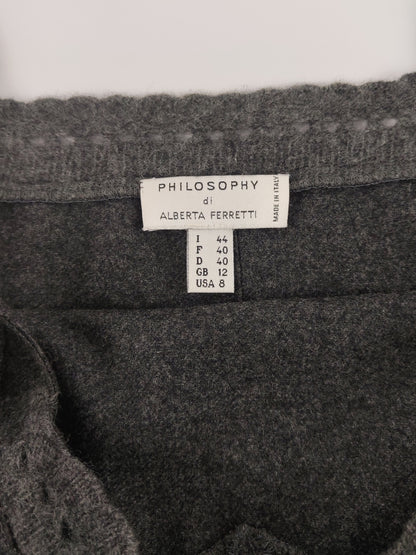 PHILOSOPHY
di
ALBERTA FERRETTI
MADE IN ITALY
I 44
F 40
D 40
GB 12
USA 8